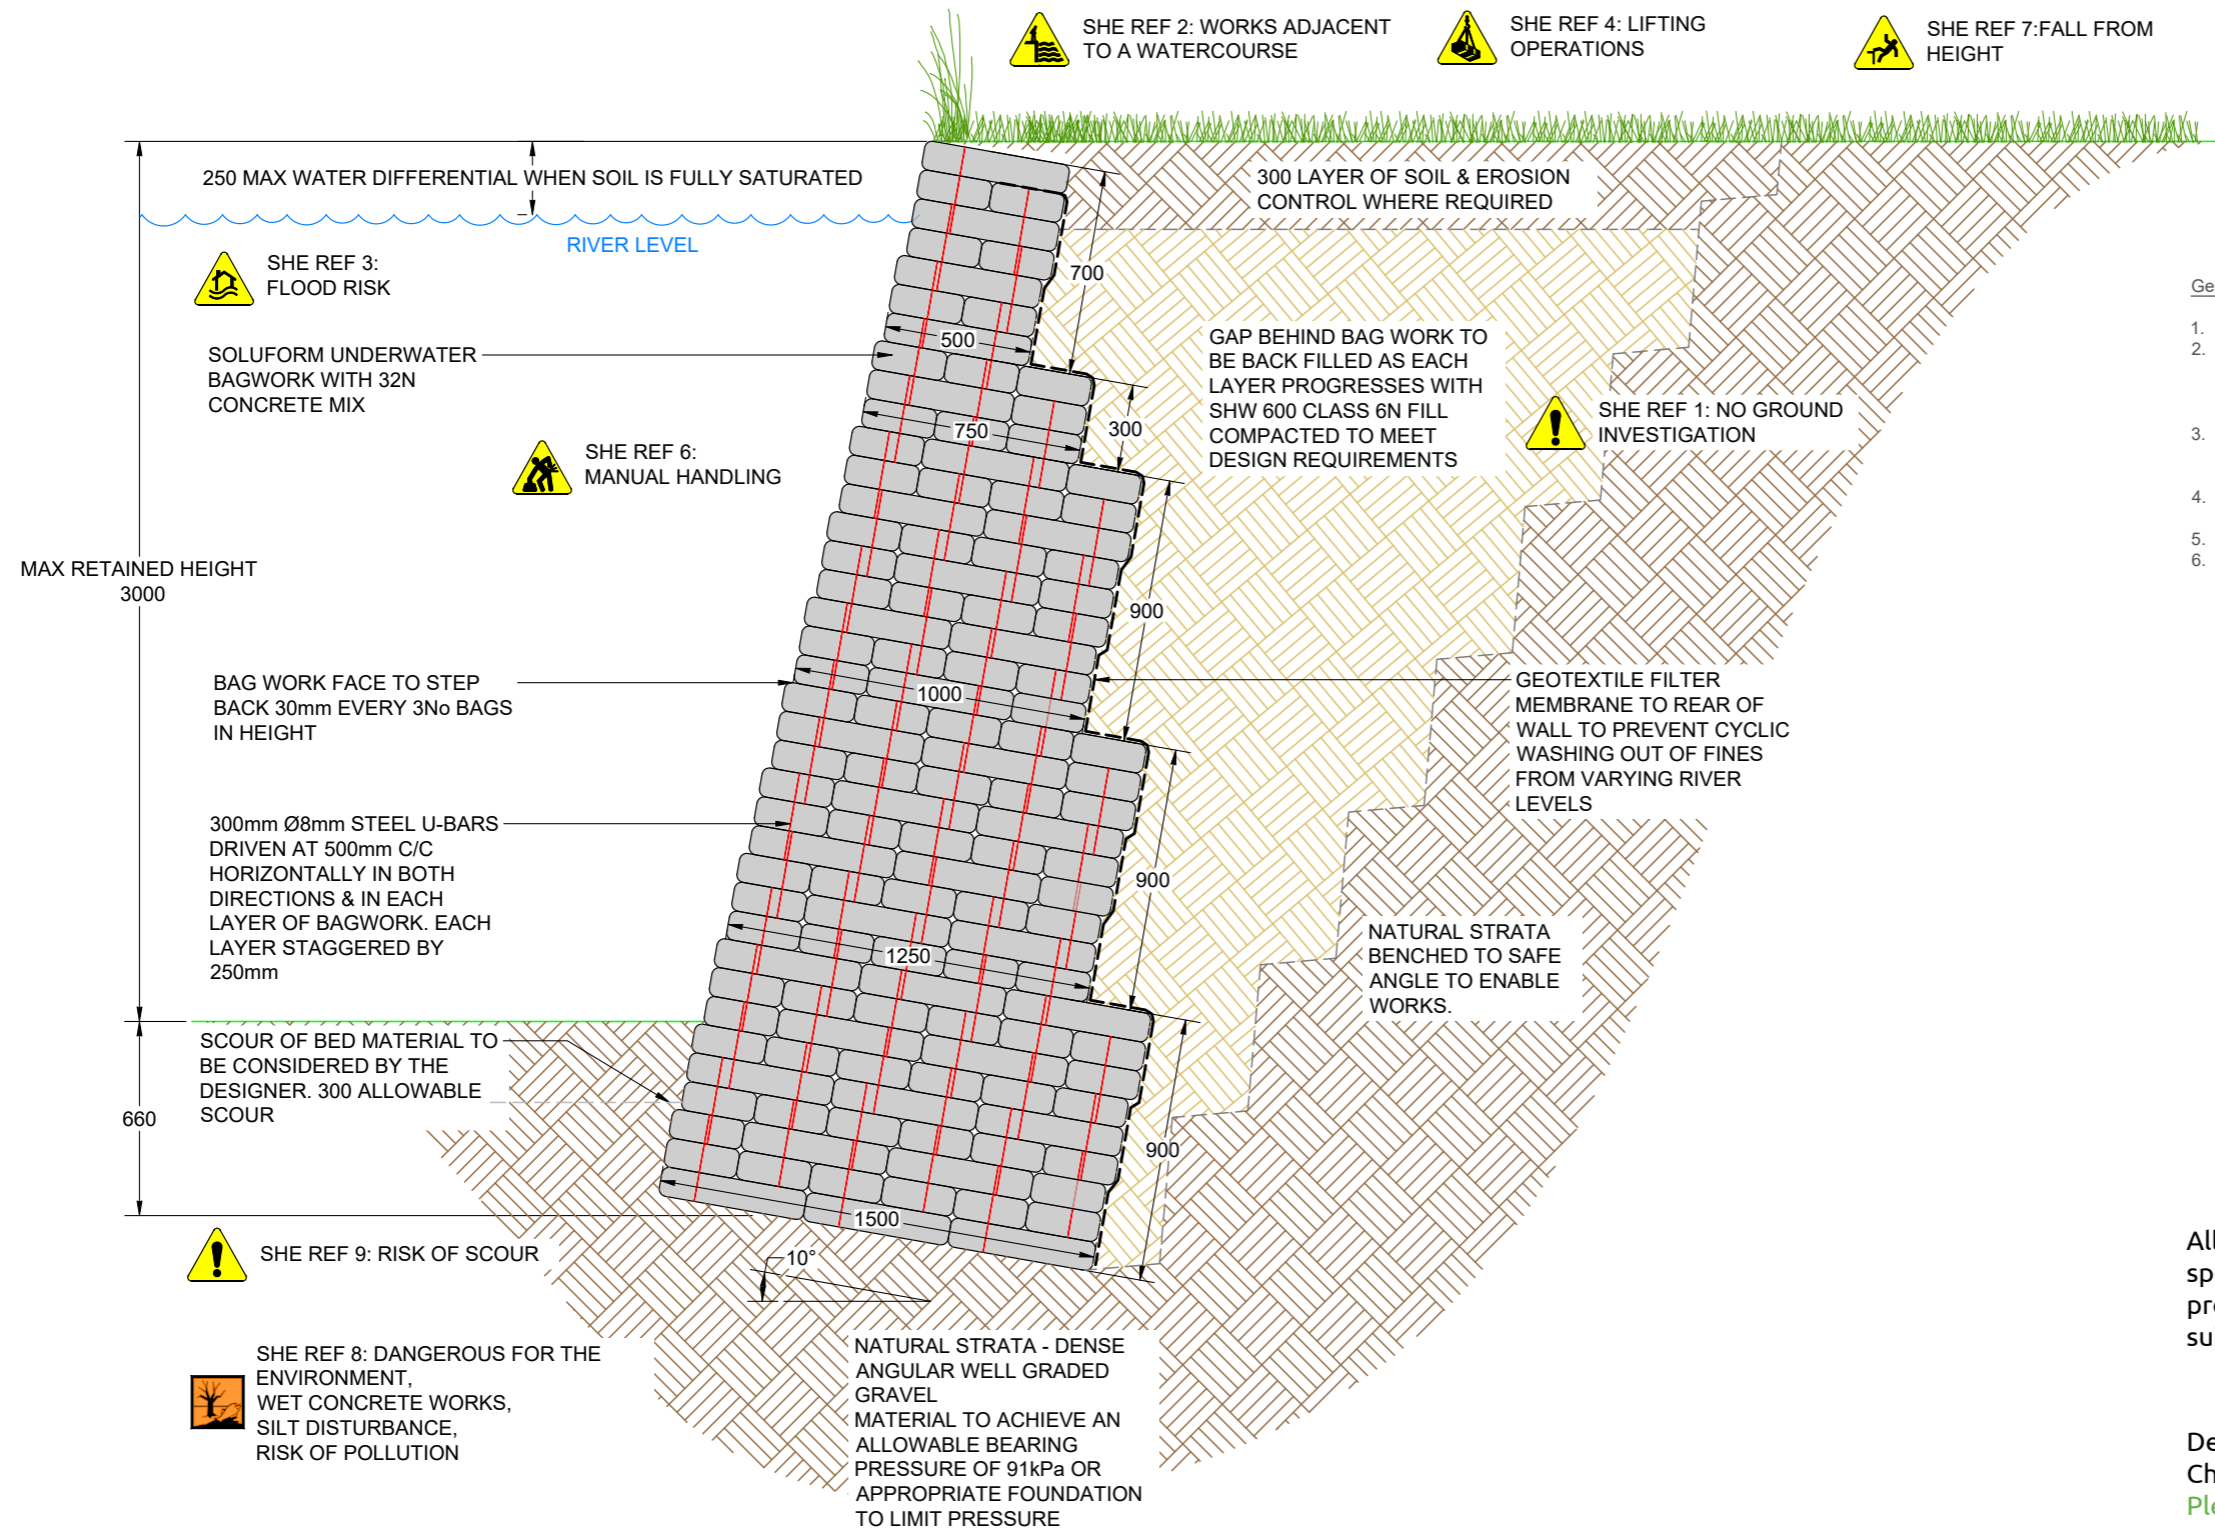 SHE REF 2: WORKS ADJACENT
TO A WATERCOURSE
SHE REF 4: LIFTING
OPERATIONS
SHE REF 7:FALL FROM
HEIGHT
250 MAX WATER DIFFERENTIAL WHEN SOIL IS FULLY SATURATED
RIVER LEVEL
300 LAYER OF SOIL & EROSION
CONTROL WHERE REQUIRED
SHE REF 3:
FLOOD RISK
700
500
SOLUFORM UNDERWATER
BAGWORK WITH 32N
CONCRETE MIX
GAP BEHIND BAG WORK TO
BE BACK FILLED AS EACH
LAYER PROGRESSES WITH
SHW 600 CLASS 6N FILL
COMPACTED TO MEET
DESIGN REQUIREMENTS
SHE REF 1: NO GROUND
INVESTIGATION
750
300
SHE REF 6:
MANUAL HANDLING
MAX RETAINED HEIGHT
3000
900
BAG WORK FACE TO STEP
BACK 30mm EVERY 3No BAGS
IN HEIGHT
1000
GEOTEXTILE FILTER
MEMBRANE TO REAR OF
WALL TO PREVENT CYCLIC
WASHING OUT OF FINES
FROM VARYING RIVER
LEVELS
300mm Ø8mm STEEL U-BARS
DRIVEN AT 500mm C/C
HORIZONTALLY IN BOTH
DIRECTIONS & IN EACH
LAYER OF BAGWORK. EACH
LAYER STAGGERED BY
250mm
900
1250
NATURAL STRATA
BENCHED TO SAFE
ANGLE TO ENABLE
WORKS.
SCOUR OF BED MATERIAL TO
BE CONSIDERED BY THE
DESIGNER. 300 ALLOWABLE
SCOUR
660
900
1500
10°
SHE REF 9: RISK OF SCOUR
SHE REF 8: DANGEROUS FOR THE
ENVIRONMENT,
WET CONCRETE WORKS,
SILT DISTURBANCE,
RISK OF POLLUTION
NATURAL STRATA - DENSE
ANGULAR WELL GRADED
GRAVEL
MATERIAL TO ACHIEVE AN
ALLOWABLE BEARING
PRESSURE OF 91kPa OR
APPROPRIATE FOUNDATION
TO LIMIT PRESSURE
1.
2.
3.
4.
5.
6.